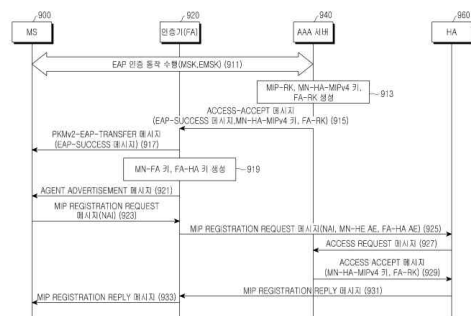 900
920
940
960
MS
인증기(FA)
AAA 서버
HA
EAP 인증 동작 수행(MSK,EMSK) (911)
MIP-RK, MN-HA-MIPv4 키,
FA-RK 생성
913
ACCESS-ACCEPT 메시지
(EAP-SUCCESS 메시지,MN-HA-MIPv4 키, FA-RK) (915)
PKMv2-EAP-TRANSFER 메시지
(EAP-SUCCESS 메시지) (917)
MN-FA 키, FA-HA 키 생성
919
AGENT ADVERTISEMENT 메시지 (921)
MIP REGISTRATION REQUEST
메시지(NAI) (923)
MIP REGISTRATION REQUEST 메시지(NAI, MN-HE AE, FA-HA AE) (925)
ACCESS REQUEST 메시지 (927)
ACCESS ACCEPT 메시지
(MN-HA-MIPv4 키, FA-RK) (929)
MIP REGISTRATION REPLY 메시지 (931)
MIP REGISTRATION REPLY 메시지 (933)